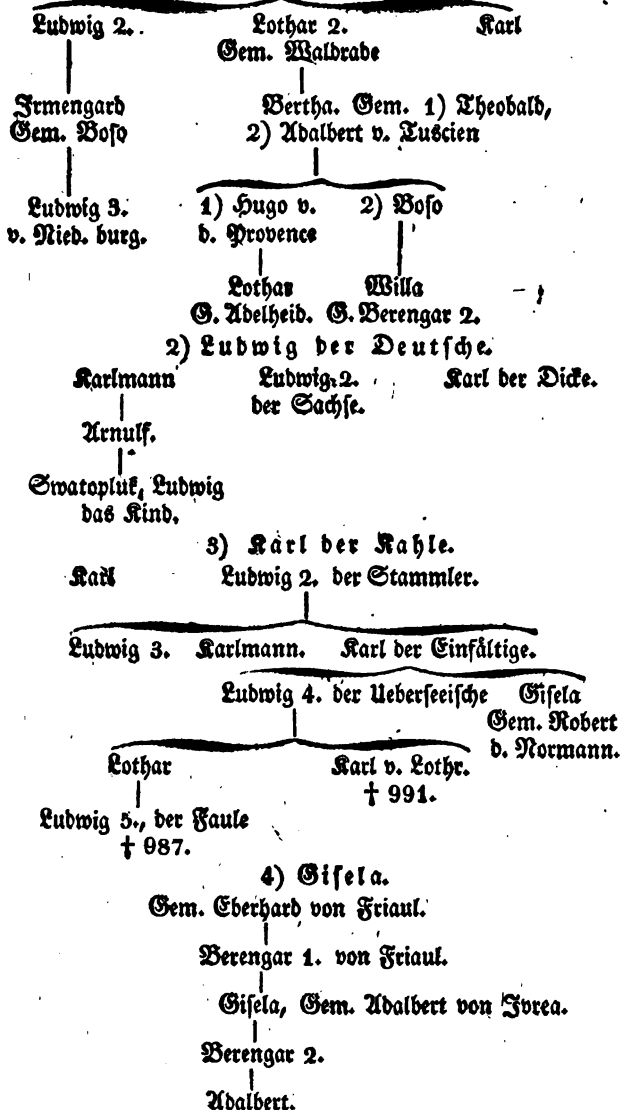 Ludwig 2. Lothar 2. Karl
Gem. Waldrade
Irmengard Bertha. Gem. 1) Theobald,
Gem. Boso 2) Adalbert v. Tuscien
Ludwig 3. 1) Hugo v. 2) Boso
v. Nied. burg. d. Provence
Lothar Willa
G. Adelheid. G. Berengar 2.
2) Ludwig der Deutsche.
Karlmann Ludwig 2. Karl der Dicke.
der Sachse.
Arnulf.
Swatopluk, Ludwig
das Kind.
3) Karl der Kahle.
Karl Ludwig 2. der Stammler.
Ludwig 3. Karlmann. Karl der Einfältige.
Ludwig 4. der Ueberseeische Gisela
Gem. Robert
d. Normann.
Lothar Karl v. Lothr.
† 991.
Ludwig 5., der Faule
† 987.
4) Gisela.
Gem. Eberhard von Friaul.
Berengar 1. von Friaul.
Gisela, Gem. Adalbert von Ivrea.
Berengar 2.
Adalbert.